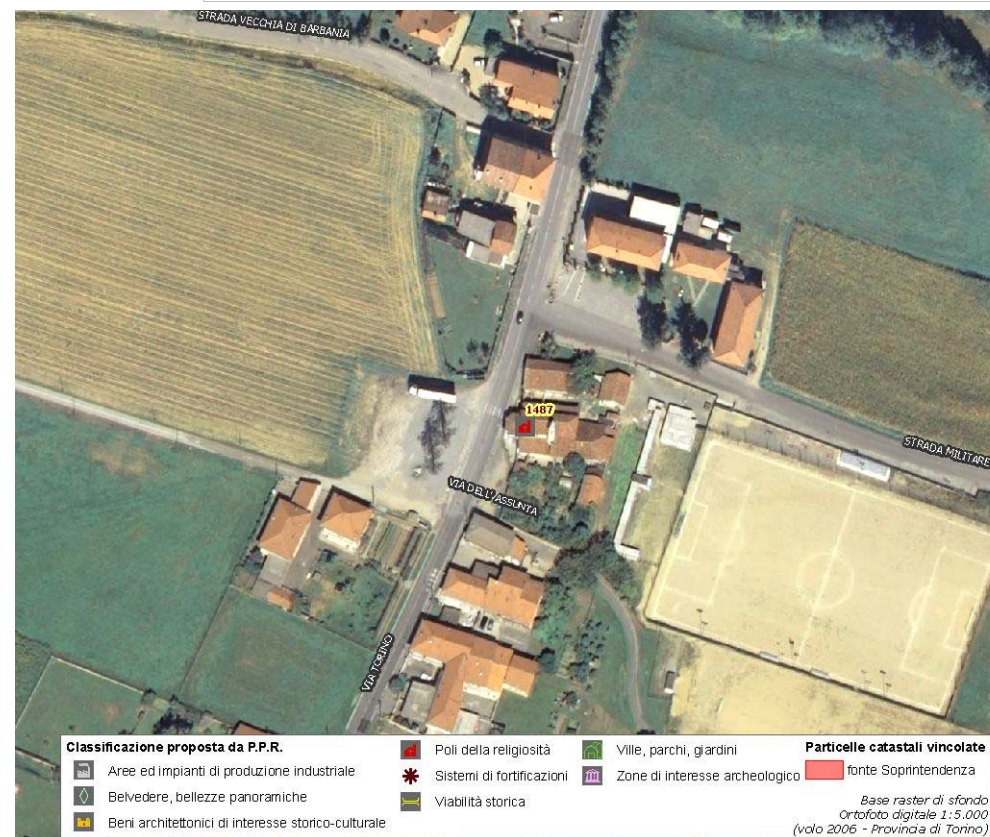 STRADA VECCHIA DI BARBANIA
1487
STRADA MILITARE
VIA DELL' ASSUNTA
VIA TORINO
Classificazione proposta da P.P.R.
Aree ed impianti di produzione industriale
Belvedere, bellezze panoramiche
Beni architettonici di interesse storico-culturale
Poli della religiosità
Sistemi di fortificazioni
Viabilità storica
Ville, parchi, giardini
Zone di interesse archeologico
Particelle catastali vincolate
fonte Soprintendenza
Base raster di sfondo
Ortofoto digitale 1:5.000
(volo 2006 - Provincia di Torino)